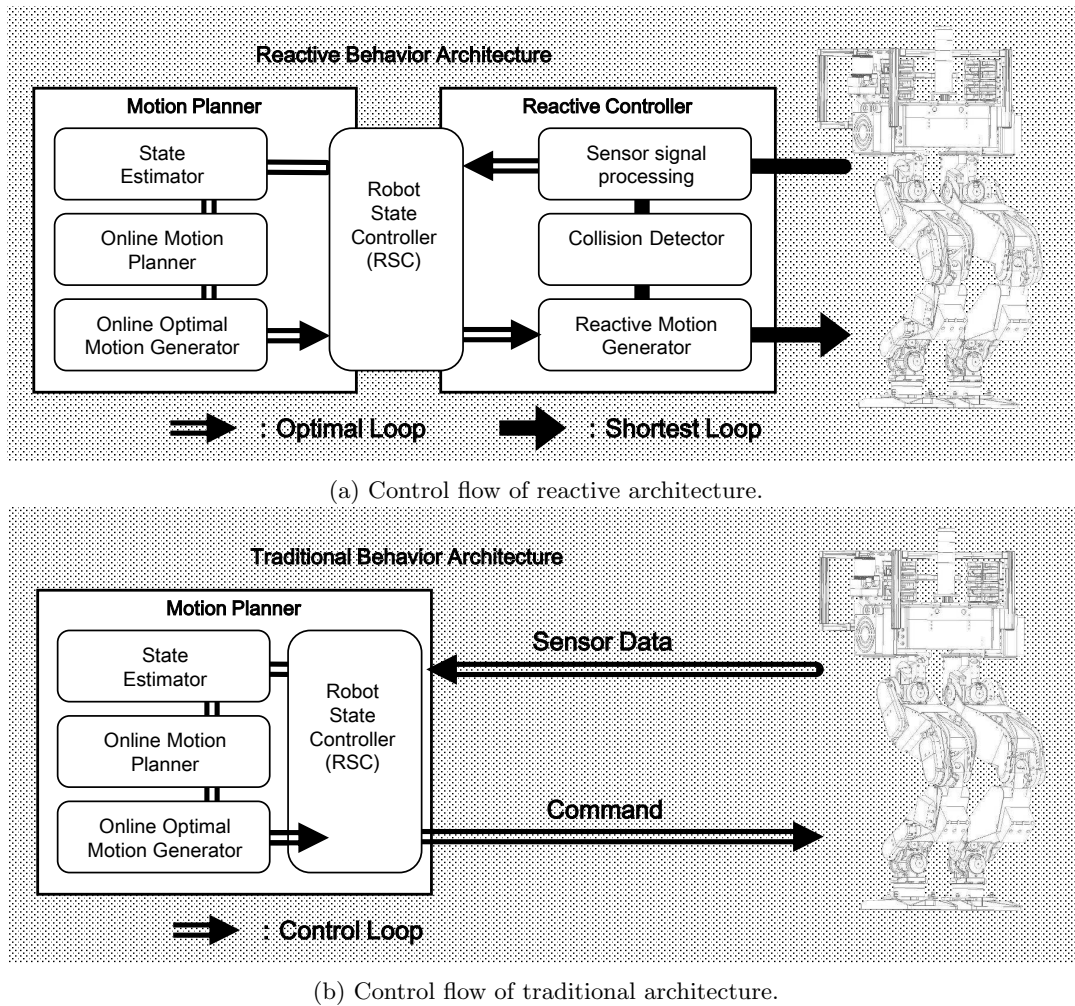 Reactive Behavior Architecture
Motion Planner
Reactive Controller
State
Estimator
Online Motion
Planner
Online Optimal
Motion Generator
Robot
State
Controller
(RSC)
Sensor signal
processing
Collision Detector
Reactive Motion
Generator
: Optimal Loop
: Shortest Loop
(a) Control flow of reactive architecture.
Traditional Behavior Architecture
Motion Planner
State
Estimator
Online Motion
Planner
Online Optimal
Motion Generator
Robot
State
Controller
(RSC)
Sensor Data
Command
: Control Loop
(b) Control flow of traditional architecture.